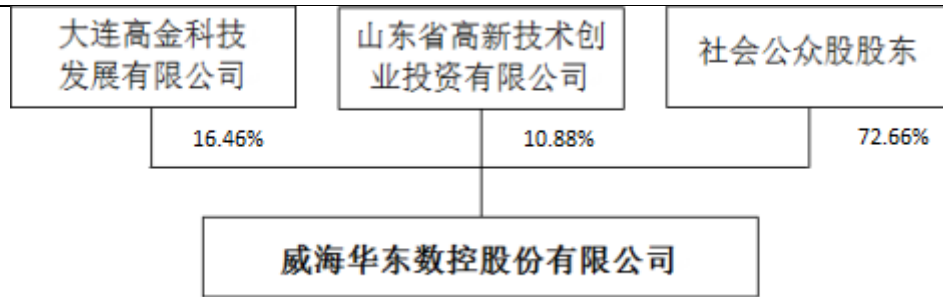 大连高金科技
发展有限公司
山东省高新技术创
业投资有限公司
社会公众股股东
16.46%
10.88%
72.66%
威海华东数控股份有限公司